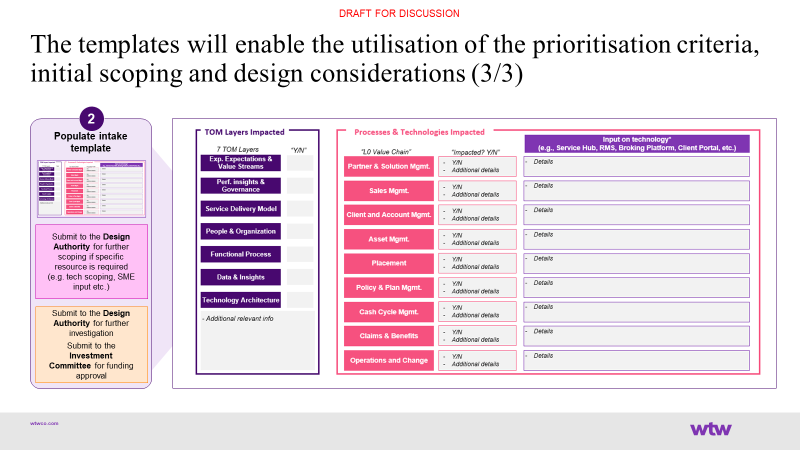 DRAFT FOR DISCUSSION
The templates will enable the utilisation of the prioritisation criteria,
initial scoping and design considerations (3/3)
2
Populate intake
template
Submit to the Design
Authority for further
scoping if specific
resource is required
(e.g. tech scoping, SME
input etc.)
Submit to the Design
Authority for further
investigation
Submit to the
Investment
Committee for funding
approval
TOM Layers Impacted
7 TOM Layers
"Y/N"
Exp. Expectations &
Value Streams
Perf. insights &
Governance
Service Delivery Model
People & Organization
Functional Process
Data & Insights
Technology Architecture
- Additional relevant info
Processes & Technologies Impacted
"L0 Value Chain"
"impacted? Y/N"
Input on technology"
(e.g., Service Hub, RMS, Broking Platform, Client Portal, etc.)
Partner & Solution Mgmt.
- Y/N
- Additional details
- Details
Sales Mgmt.
- Y/N
- Additional details
- Details
Client and Account Mgmt.
- Y/N
- Additional details
- Details
Asset Mgmt.
- Y/N
- Additional details
- Details
Placement
- Y/N
- Additional details
- Details
Policy & Plan Mgmt.
- Y/N
- Additional details
- Details
Cash Cycle Mgmt.
- Y/N
- Additional details
- Details
Claims & Benefits
- Y/N
- Additional details
- Details
Operations and Change
- Y/N
- Additional details
- Details
wtwco.com
wtw